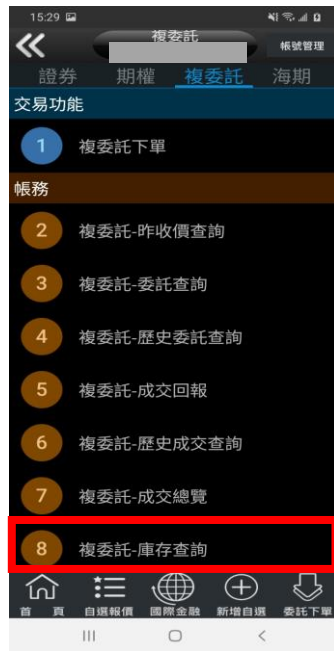 15:29
複委託
帳號管理
證券 期權 複委託 海期
交易功能
1 複委託下單
帳務
2 複委託-昨收價查詢
3 複委託-委託查詢
4 複委託-歷史委託查詢
5 複委託-成交回報
6 複委託-歷史成交查詢
7 複委託-成交總覽
8 複委託-庫存查詢
首 頁 自選報價 國際金融 新增自選 委託下單